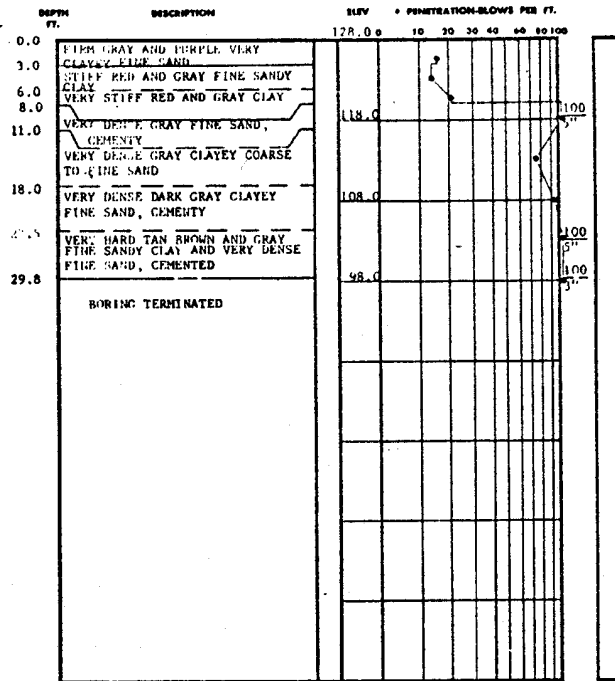 DEPTH FT. DESCRIPTION ELEV • PENETRATION-BLOWS PER FT.
128.0 0 10 20 30 40 50 60 80 100
0.0
FIRM GRAY AND PURPLE VERY
CLAYEY FINE SAND
3.0
STIFF RED AND GRAY FINE SANDY
CLAY
6.0
VERY STIFF RED AND GRAY CLAY
8.0
VERY DENSE GRAY FINE SAND,
CEMENTY
11.0
VERY DENSE GRAY CLAYEY COARSE
TO FINE SAND
18.0
VERY DENSE DARK GRAY CLAYEY
FINE SAND, CEMENTY
VERY HARD TAN BROWN AND GRAY
FINE SANDY CLAY AND VERY DENSE
FINE SAND, CEMENTED
29.8
BORING TERMINATED
118.0
108.0
98.0
100
5"
100
5"
100
3"